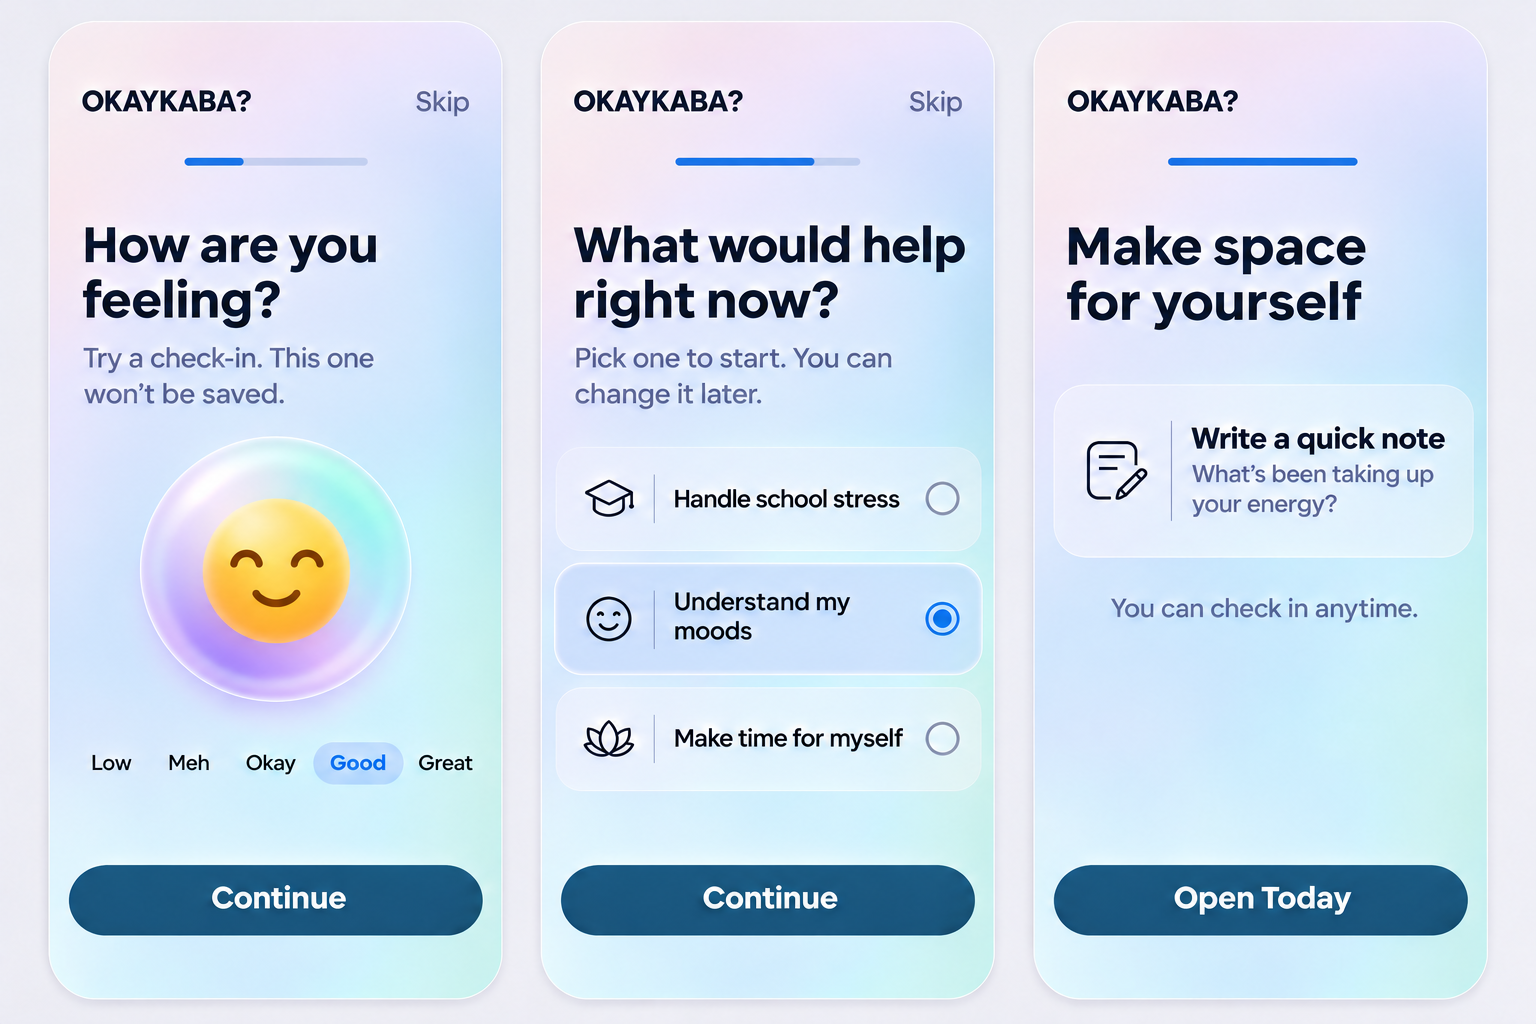 OKAYKABA?
Skip
How are you
feeling?
Try a check-in. This one
won’t be saved.
Low
Meh
Okay
Good
Great
Continue
OKAYKABA?
Skip
What would help
right now?
Pick one to start. You can
change it later.
Handle school stress
Understand my
moods
Make time for myself
Continue
OKAYKABA?
Make space
for yourself
Write a quick note
What’s been taking up
your energy?
You can check in anytime.
Open Today